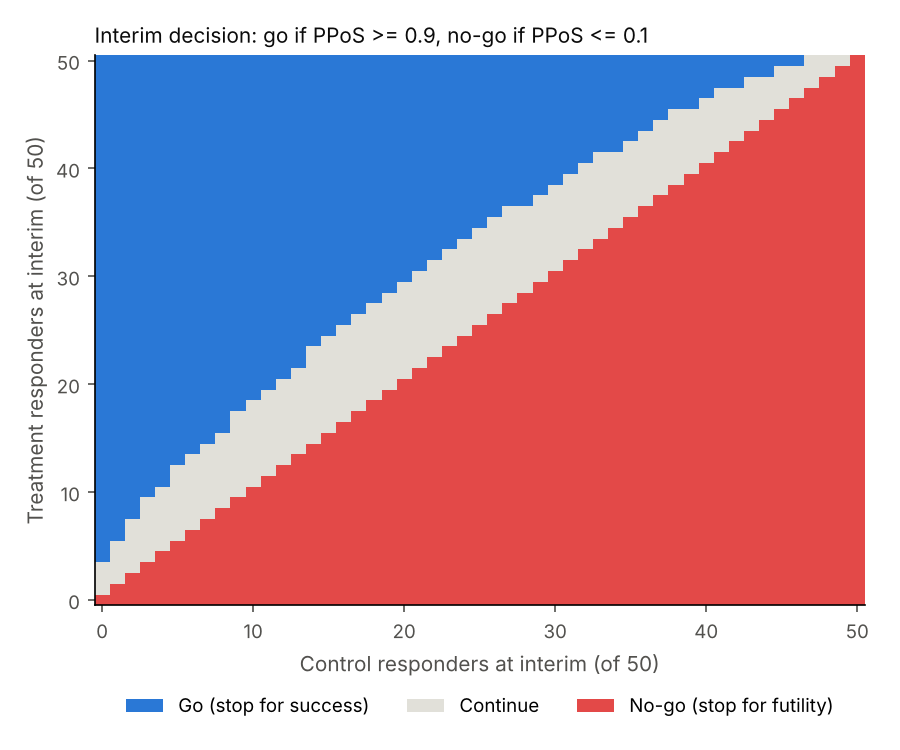 Interim decision: go if PPoS >= 0.9, no-go if PPoS <= 0.1
Treatment responders at interim (of 50)
50
40
30
20
10
0
0 10 20 30 40 50
Control responders at interim (of 50)
Go (stop for success) Continue No-go (stop for futility)